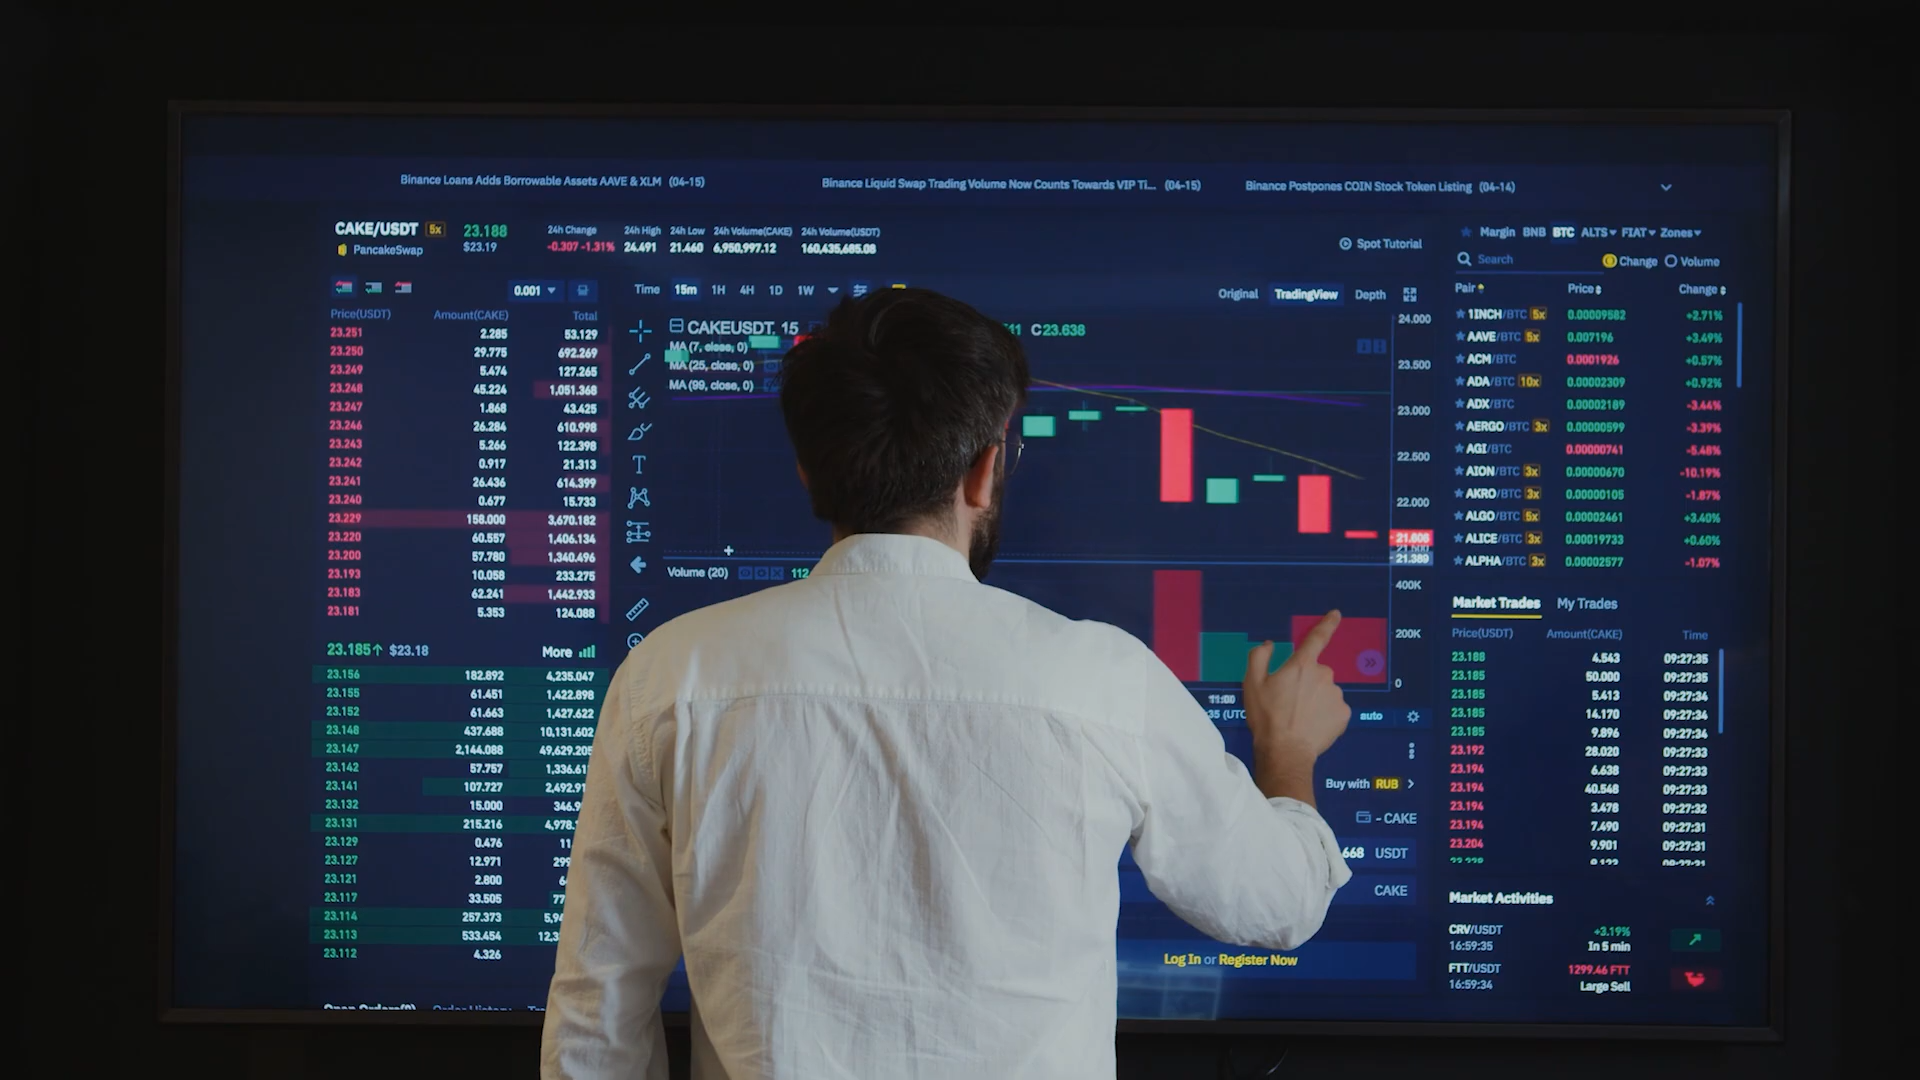 Binance Loans Adds Borrowable Assets AAVE & XLM (04-15)
Binance Liquid Swap Trading Volume Now Counts Towards VIP Ti... (04-15)
Binance Postpones COIN Stock Token Listing (04-14)
CAKE/USDT 5x 23.188
PancakeSwap $23.19
24h Change 24h High 24h Low 24h Volume(CAKE) 24h Volume(USDT)
-0.307 -1.31% 24.491 21.460 6,950,997.12 160,435,685.08
Spot Tutorial
0.001
Price(USDT) Amount(CAKE) Total
23.251 2.285 53.129
23.250 29.775 692.269
23.249 5.474 127.265
23.248 45.224 1,051.368
23.247 1.868 43.425
23.246 26.284 610.998
23.243 5.266 122.398
23.242 0.917 21.313
23.241 26.436 614.399
23.240 0.677 15.733
23.229 158.000 3,670.182
23.220 60.557 1,406.134
23.200 57.780 1,340.496
23.193 10.058 233.275
23.183 62.241 1,442.933
23.181 5.353 124.088
23.185↑ $23.18 More
23.156 182.892 4,235.047
23.155 61.451 1,422.898
23.152 61.663 1,427.622
23.148 437.688 10,131.602
23.147 2,144.088 49,629.205
23.142 57.757 1,336.61
23.141 107.727 2,492.91
23.132 15.000 346.9
23.131 215.216 4,978.
23.129 0.476 11.
23.127 12.971 299
23.121 2.800 6
23.117 33.505 77
23.114 257.373 5,9
23.113 533.454 12,3
23.112 4.326
Open Orders(0) Order History
Time 15m 1H 4H 1D 1W
Original TradingView Depth
CAKEUSDT, 15 C23.638
MA (7, close, 0)
MA (25, close, 0)
MA (99, close, 0)
24.000
23.500
23.000
22.500
22.000
21.606
21.500
21.389
Volume (20) 112
400K
200K
0
11:00
:35 (UTC
auto
Buy with RUB
- CAKE
668 USDT
CAKE
Log In or Register Now
Margin BNB BTC ALTS FIAT Zones
Search Change Volume
Pair Price Change
1INCH/BTC 5x 0.00009582 +2.71%
AAVE/BTC 5x 0.007196 +3.49%
ACM/BTC 0.0001926 +0.57%
ADA/BTC 10x 0.00002309 +0.92%
ADX/BTC 0.00002189 -3.44%
AERGO/BTC 3x 0.00000599 -3.39%
AGI/BTC 0.00000741 -5.48%
AION/BTC 3x 0.00000670 -10.19%
AKRO/BTC 3x 0.00000105 -1.87%
ALGO/BTC 5x 0.00002461 +3.40%
ALICE/BTC 3x 0.00019733 +0.60%
ALPHA/BTC 3x 0.00002577 -1.07%
Market Trades My Trades
Price(USDT) Amount(CAKE) Time
23.188 4.543 09:27:35
23.185 50.000 09:27:35
23.185 5.413 09:27:34
23.185 14.170 09:27:34
23.185 9.896 09:27:34
23.192 28.020 09:27:33
23.194 6.638 09:27:33
23.194 40.548 09:27:33
23.194 3.478 09:27:32
23.194 7.490 09:27:31
23.204 9.901 09:27:31
Market Activities
CRV/USDT +3.19%
16:59:35 In 5 min
FTT/USDT 1299.46 FTT
16:59:34 Large Sell